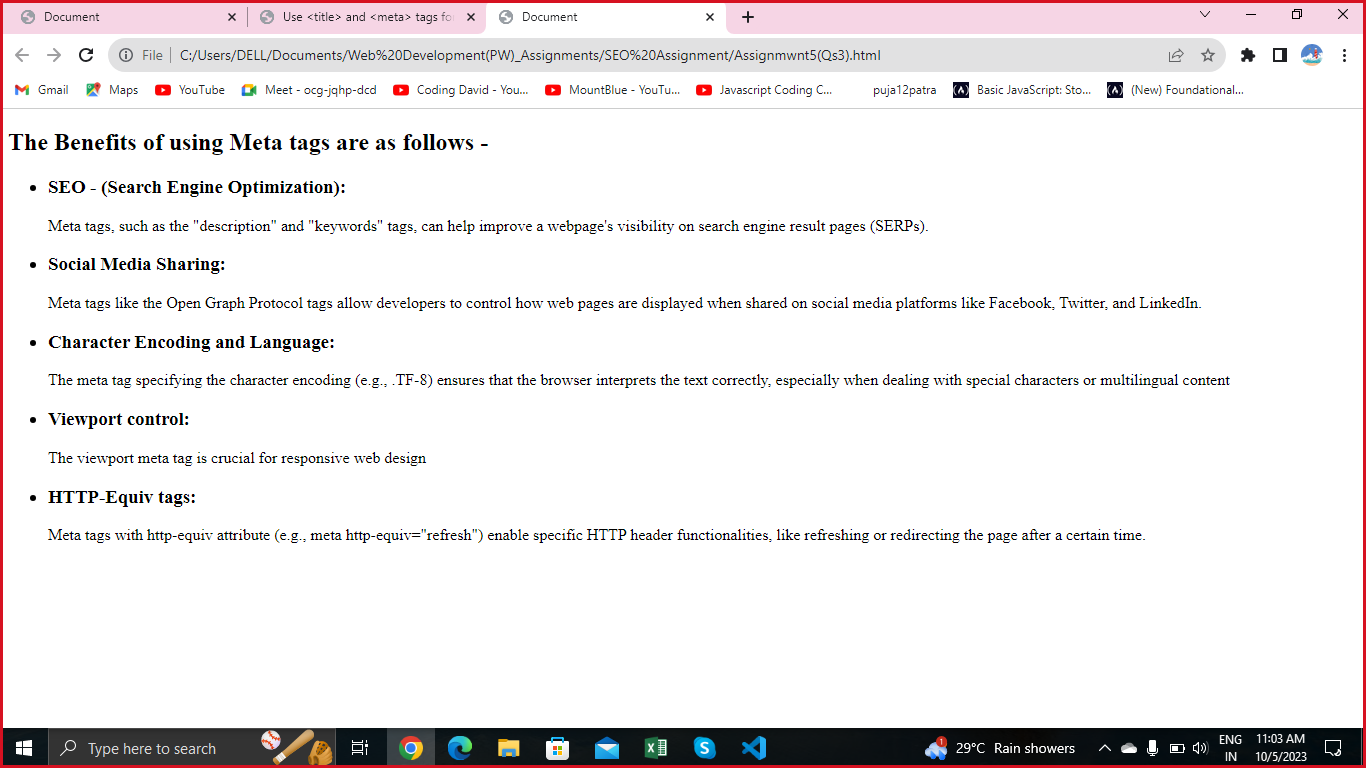 Document
Use <title> and <meta> tags fo
Document
File
C:/Users/DELL/Documents/Web%20Development(PW)_Assignments/SEO%20Assignment/Assignmwnt5(Qs3).html
Gmail
Maps
YouTube
Meet - ocg-jqhp-dcd
Coding David - You...
MountBlue - YouTu...
Javascript Coding C...
puja12patra
Basic JavaScript: Sto...
(New) Foundational...
The Benefits of using Meta tags are as follows -
• SEO - (Search Engine Optimization):
Meta tags, such as the "description" and "keywords" tags, can help improve a webpage's visibility on search engine result pages (SERPs).
• Social Media Sharing:
Meta tags like the Open Graph Protocol tags allow developers to control how web pages are displayed when shared on social media platforms like Facebook, Twitter, and LinkedIn.
• Character Encoding and Language:
The meta tag specifying the character encoding (e.g., .TF-8) ensures that the browser interprets the text correctly, especially when dealing with special characters or multilingual content
• Viewport control:
The viewport meta tag is crucial for responsive web design
• HTTP-Equiv tags:
Meta tags with http-equiv attribute (e.g., meta http-equiv="refresh") enable specific HTTP header functionalities, like refreshing or redirecting the page after a certain time.
Type here to search
1
29°C Rain showers
ENG
IN
11:03 AM
10/5/2023